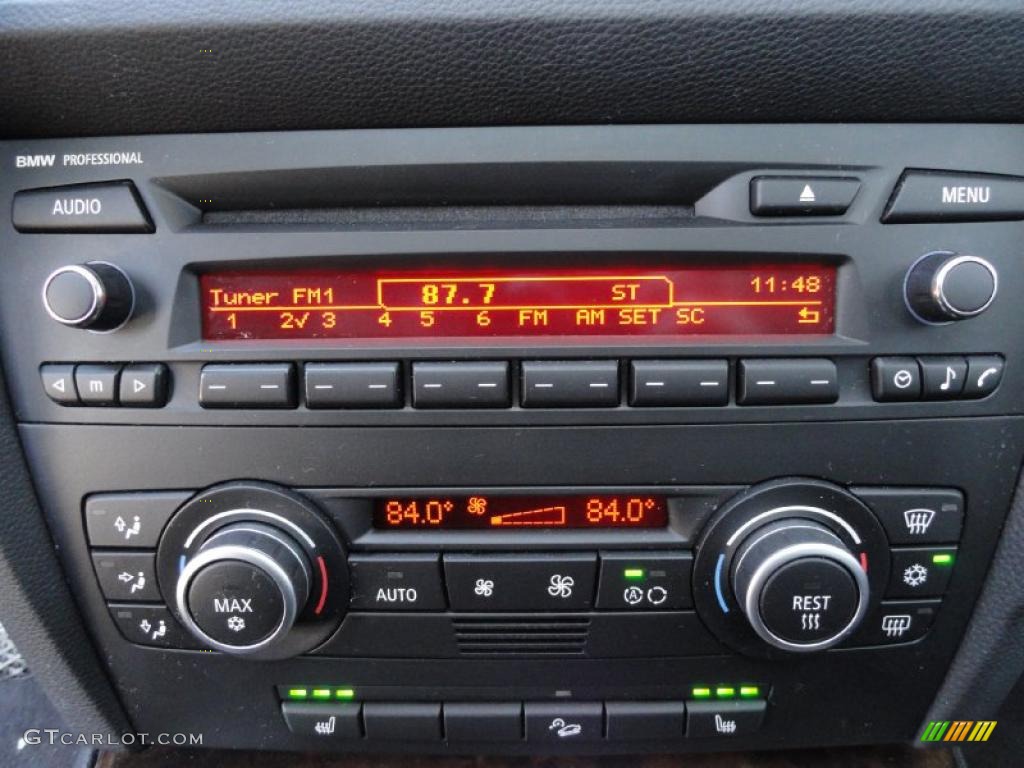 BMW PROFESSIONAL
AUDIO
MENU
Tuner FM1 87.7 ST 11:48
1 2√ 3 4 5 6 FM AM SET SC
m
84.0° 84.0°
MAX
AUTO
A
REST
GTCARLOT.COM